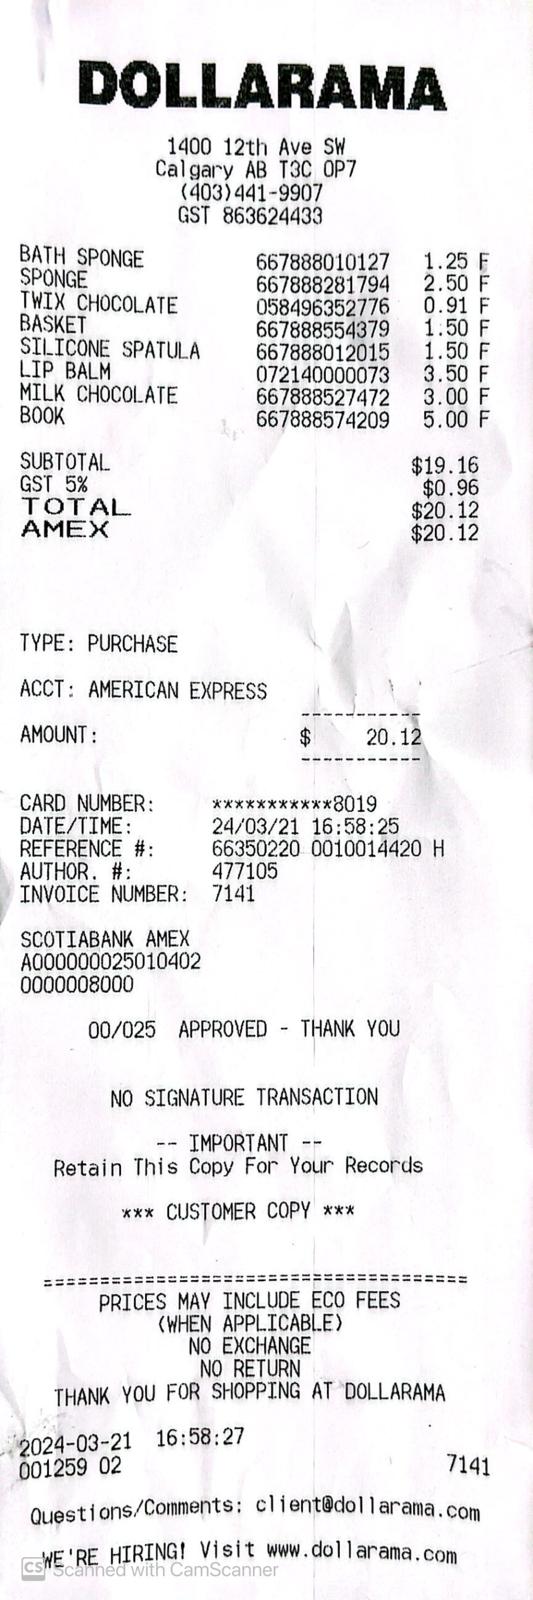 DOLLARAMA
1400 12th Ave SW
Calgary AB T3C 0P7
(403)441-9907
GST 863624433
BATH SPONGE 667888010127 1.25 F
SPONGE 667888281794 2.50 F
TWIX CHOCOLATE 058496352776 0.91 F
BASKET 667888554379 1.50 F
SILICONE SPATULA 667888012015 1.50 F
LIP BALM 072140000073 3.50 F
MILK CHOCOLATE 667888527472 3.00 F
BOOK 667888574209 5.00 F
SUBTOTAL $19.16
GST 5% $0.96
TOTAL $20.12
AMEX $20.12
TYPE: PURCHASE
ACCT: AMERICAN EXPRESS
-----------
AMOUNT: $ 20.12
-----------
CARD NUMBER: ***********8019
DATE/TIME: 24/03/21 16:58:25
REFERENCE #: 66350220 0010014420 H
AUTHOR. #: 477105
INVOICE NUMBER: 7141
SCOTIABANK AMEX
A000000025010402
0000008000
00/025 APPROVED - THANK YOU
NO SIGNATURE TRANSACTION
-- IMPORTANT --
Retain This Copy For Your Records
*** CUSTOMER COPY ***
======================================
PRICES MAY INCLUDE ECO FEES
(WHEN APPLICABLE)
NO EXCHANGE
NO RETURN
THANK YOU FOR SHOPPING AT DOLLARAMA
2024-03-21 16:58:27
001259 02 7141
Questions/Comments: client@dollarama.com
WE'RE HIRING! Visit www.dollarama.com
CS Scanned with CamScanner